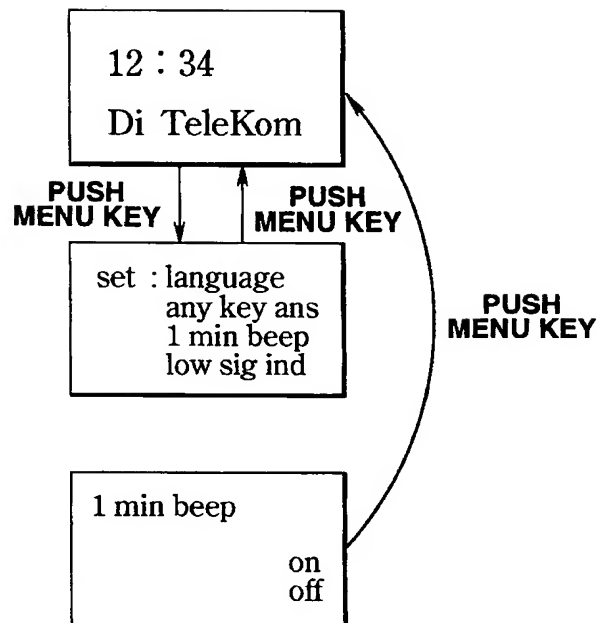 12 : 34
Di TeleKom
PUSH
MENU KEY
PUSH
MENU KEY
set : language
any key ans
1 min beep
low sig ind
PUSH
MENU KEY
1 min beep
on
off